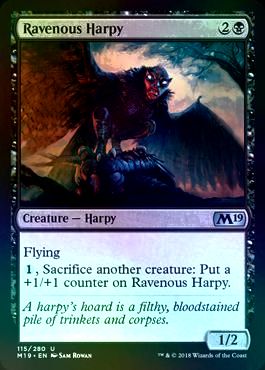 Ravenous Harpy 2
Creature — Harpy M19
Flying
1 , Sacrifice another creature: Put a
+1/+1 counter on Ravenous Harpy.
A harpy's hoard is a filthy, bloodstained
pile of trinkets and corpses.
1/2
115/280 U
M19 • EN SAM ROWAN ™ & © 2018 Wizards of the Coast